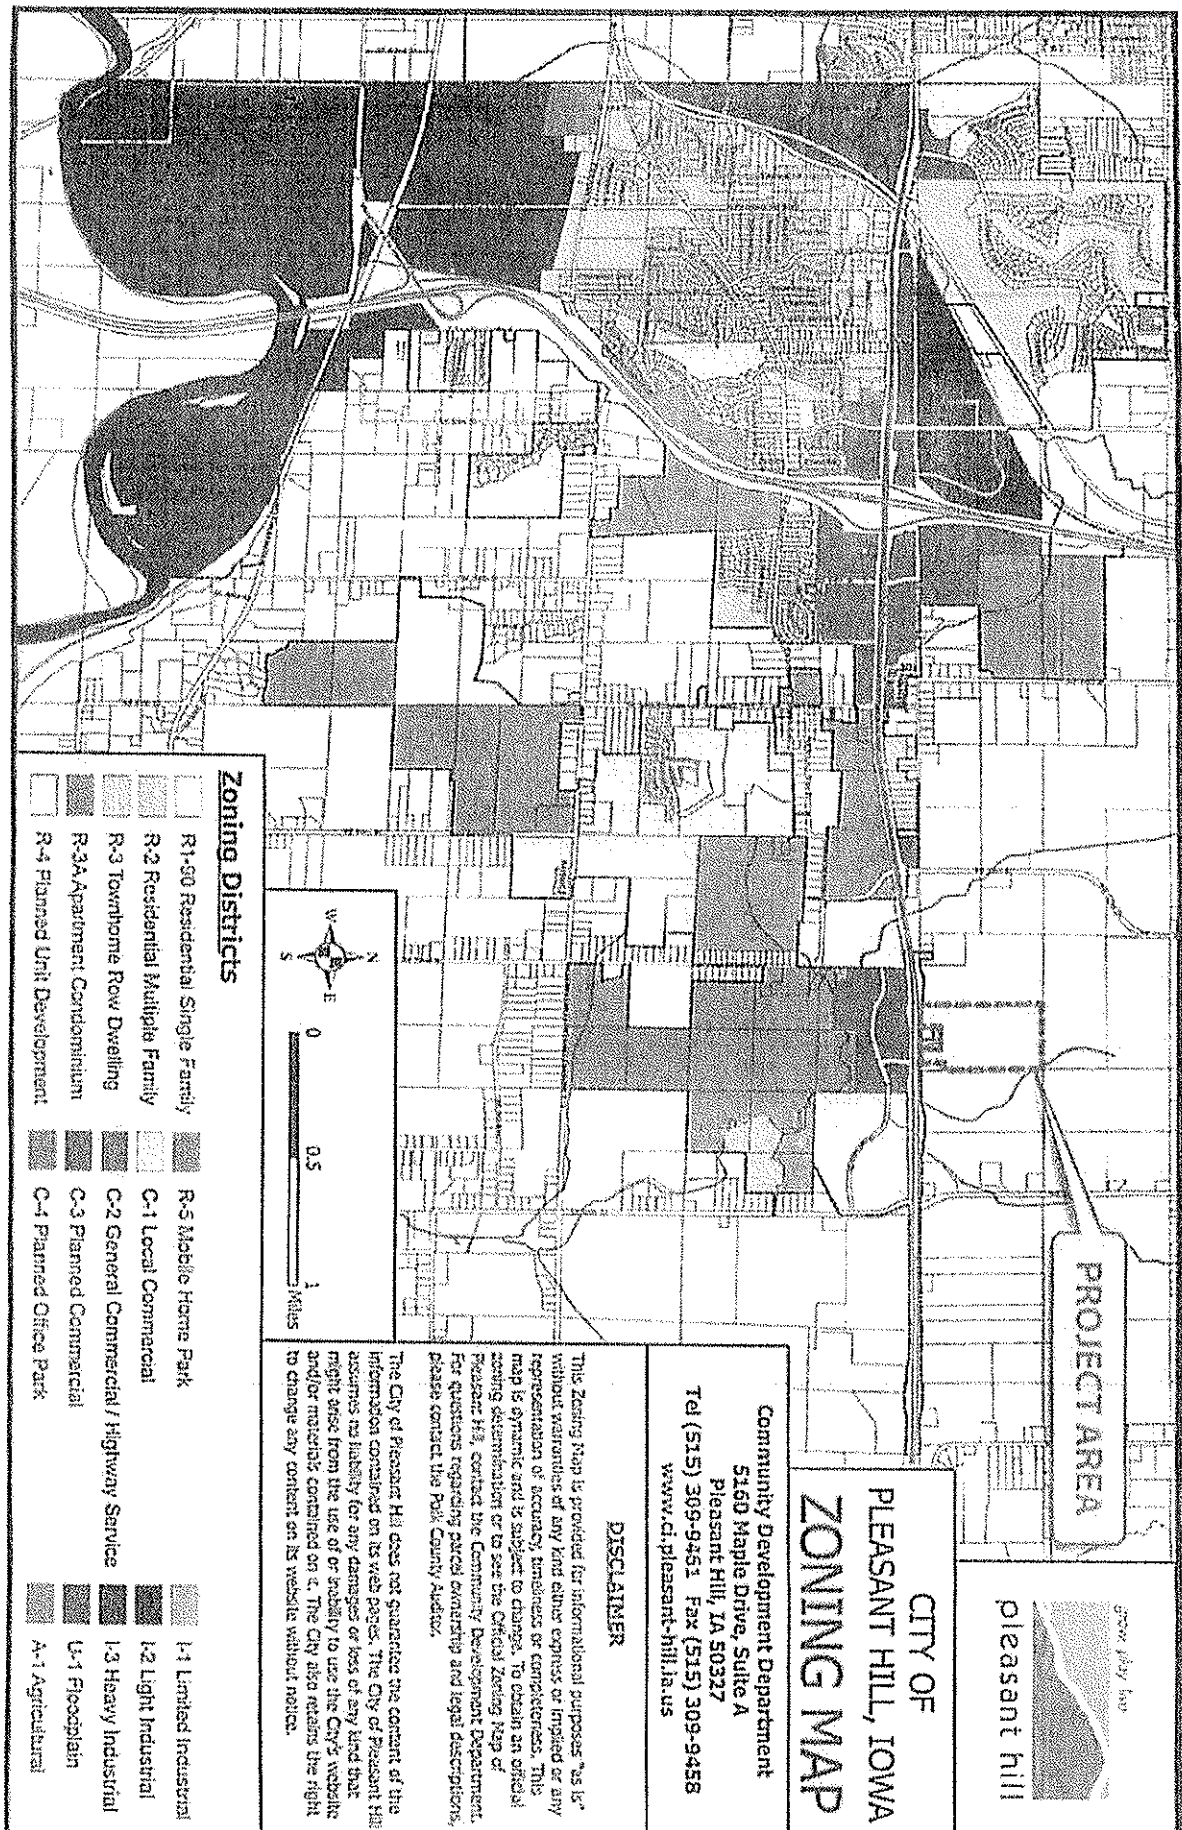 PROJECT AREA
grow play live
pleasant hill
CITY OF
PLEASANT HILL, IOWA
ZONING MAP
Community Development Department
5160 Maple Drive, Suite A
Pleasant Hill, IA 50327
Tel (515) 309-9461 Fax (515) 309-9468
www.ci.pleasant-hill.ia.us
DISCLAIMER
This Zoning Map is provided for informational purposes "as is"
without warranties of any kind either express or implied or any
representation of accuracy, timeliness or completeness. This
map is dynamic and is subject to change. To obtain an official
zoning determination or to see the Official Zoning Map of
Pleasant Hill, contact the Community Development Department.
For questions regarding parcel ownership and legal descriptions,
please contact the Polk County Auditor.
The City of Pleasant Hill does not guarantee the content of the
information contained on its web pages. The City of Pleasant Hill
assumes no liability for any damages or loss of any kind that
might arise from the use of or inability to use the City's website
and/or materials contained on it. The City also retains the right
to change any content on its website without notice.
N
W
E
S
0
0.5
1
Miles
Zoning Districts
R1-90 Residential Single Family
R-2 Residential Multiple Family
R-3 Townhome Row Dwelling
R-3A Apartment Condominium
R-4 Planned Unit Development
R-5 Mobile Home Park
C-1 Local Commercial
C-2 General Commercial / Highway Service
C-3 Planned Commercial
C-4 Planned Office Park
I-1 Limited Industrial
I-2 Light Industrial
I-3 Heavy Industrial
U-1 Floodplain
A-1 Agricultural